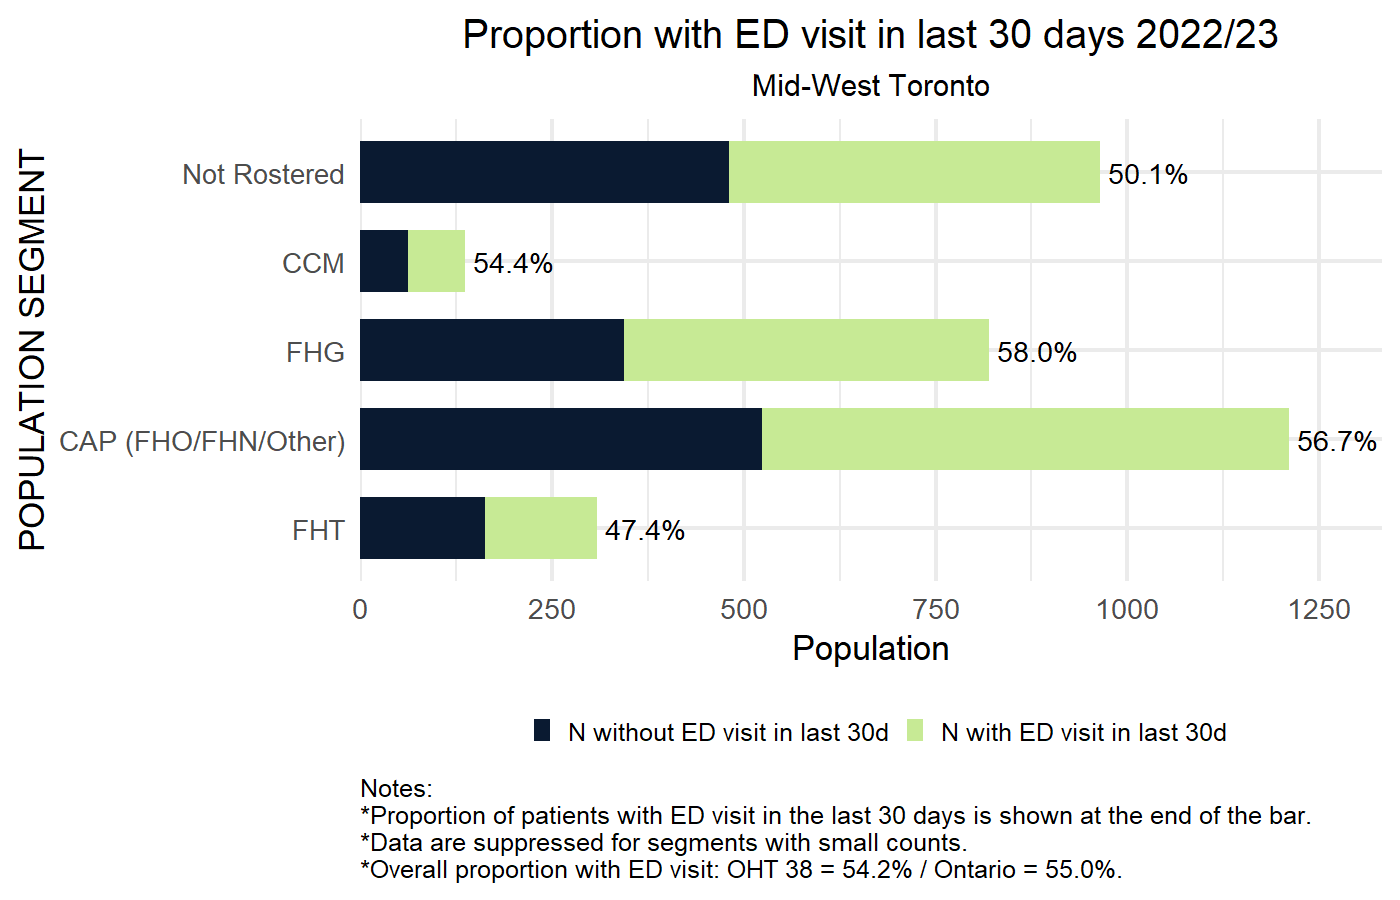 Proportion with ED visit in last 30 days 2022/23
Mid-West Toronto
POPULATION SEGMENT
Not Rostered
50.1%
CCM
54.4%
FHG
58.0%
CAP (FHO/FHN/Other)
56.7%
FHT
47.4%
0 250 500 750 1000 1250
Population
N without ED visit in last 30d N with ED visit in last 30d
Notes:
*Proportion of patients with ED visit in the last 30 days is shown at the end of the bar.
*Data are suppressed for segments with small counts.
*Overall proportion with ED visit: OHT 38 = 54.2% / Ontario = 55.0%.